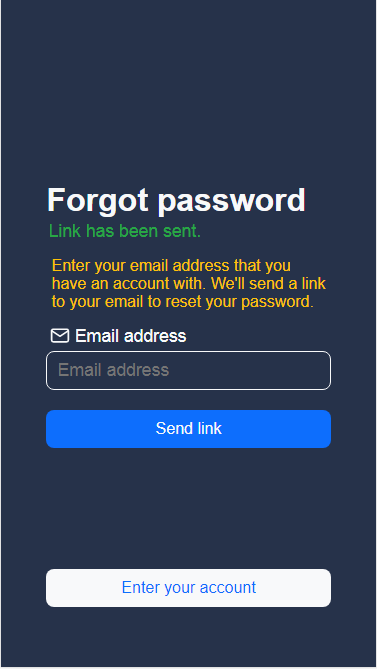 Forgot password
Link has been sent.
Enter your email address that you
have an account with. We'll send a link
to your email to reset your password.
Email address
Email address
Send link
Enter your account